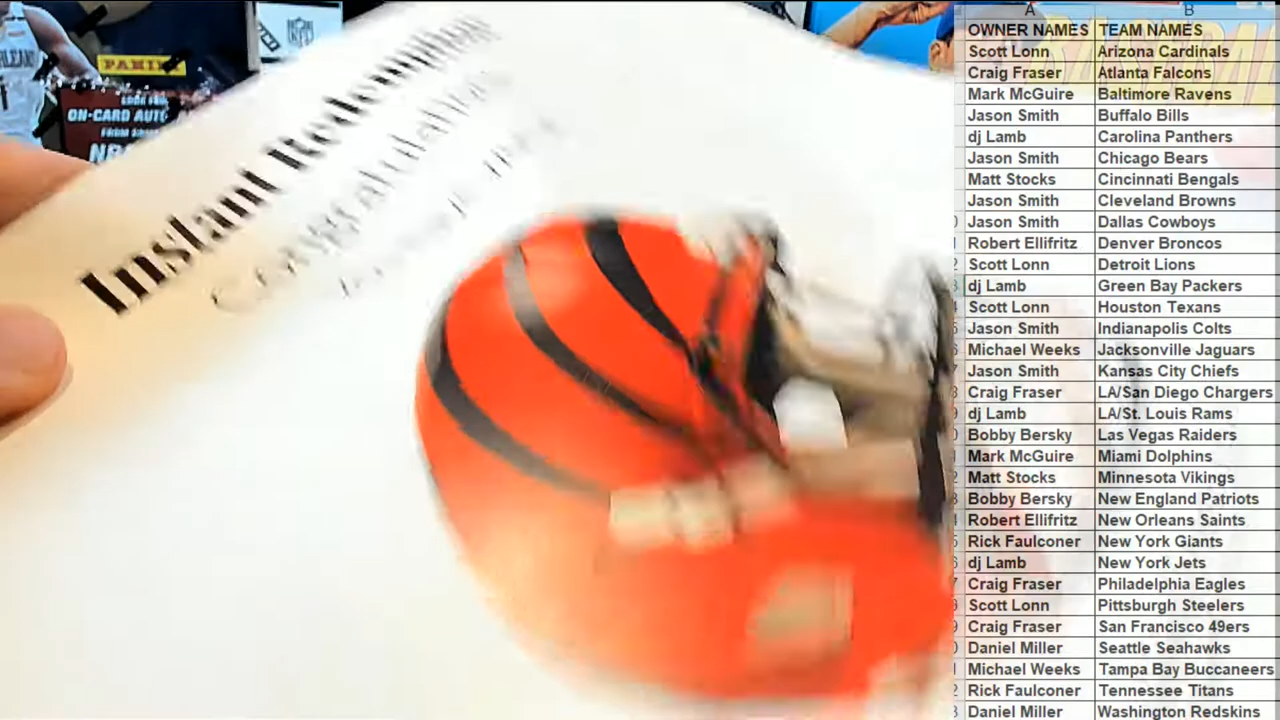 PANINI
NFL
ON-CARD AUTO
Instant Redemption
A B
OWNER NAMES TEAM NAMES
Scott Lonn Arizona Cardinals
Craig Fraser Atlanta Falcons
Mark McGuire Baltimore Ravens
Jason Smith Buffalo Bills
dj Lamb Carolina Panthers
Jason Smith Chicago Bears
Matt Stocks Cincinnati Bengals
Jason Smith Cleveland Browns
Jason Smith Dallas Cowboys
Robert Ellifritz Denver Broncos
Scott Lonn Detroit Lions
dj Lamb Green Bay Packers
Scott Lonn Houston Texans
Jason Smith Indianapolis Colts
Michael Weeks Jacksonville Jaguars
Jason Smith Kansas City Chiefs
Craig Fraser LA/San Diego Chargers
dj Lamb LA/St. Louis Rams
Bobby Bersky Las Vegas Raiders
Mark McGuire Miami Dolphins
Matt Stocks Minnesota Vikings
Bobby Bersky New England Patriots
Robert Ellifritz New Orleans Saints
Rick Faulconer New York Giants
dj Lamb New York Jets
Craig Fraser Philadelphia Eagles
Scott Lonn Pittsburgh Steelers
Craig Fraser San Francisco 49ers
Daniel Miller Seattle Seahawks
Michael Weeks Tampa Bay Buccaneers
Rick Faulconer Tennessee Titans
Daniel Miller Washington Redskins